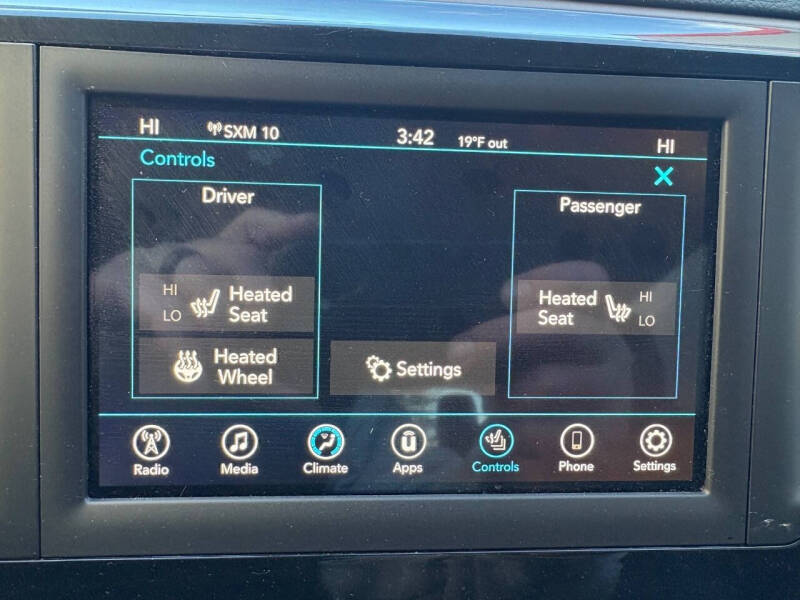 HI SXM 10 3:42 19°F out HI
Controls
Driver
Passenger
HI
LO
Heated
Seat
Heated
Seat
HI
LO
Heated
Wheel
Settings
Radio Media Climate Apps Controls Phone Settings